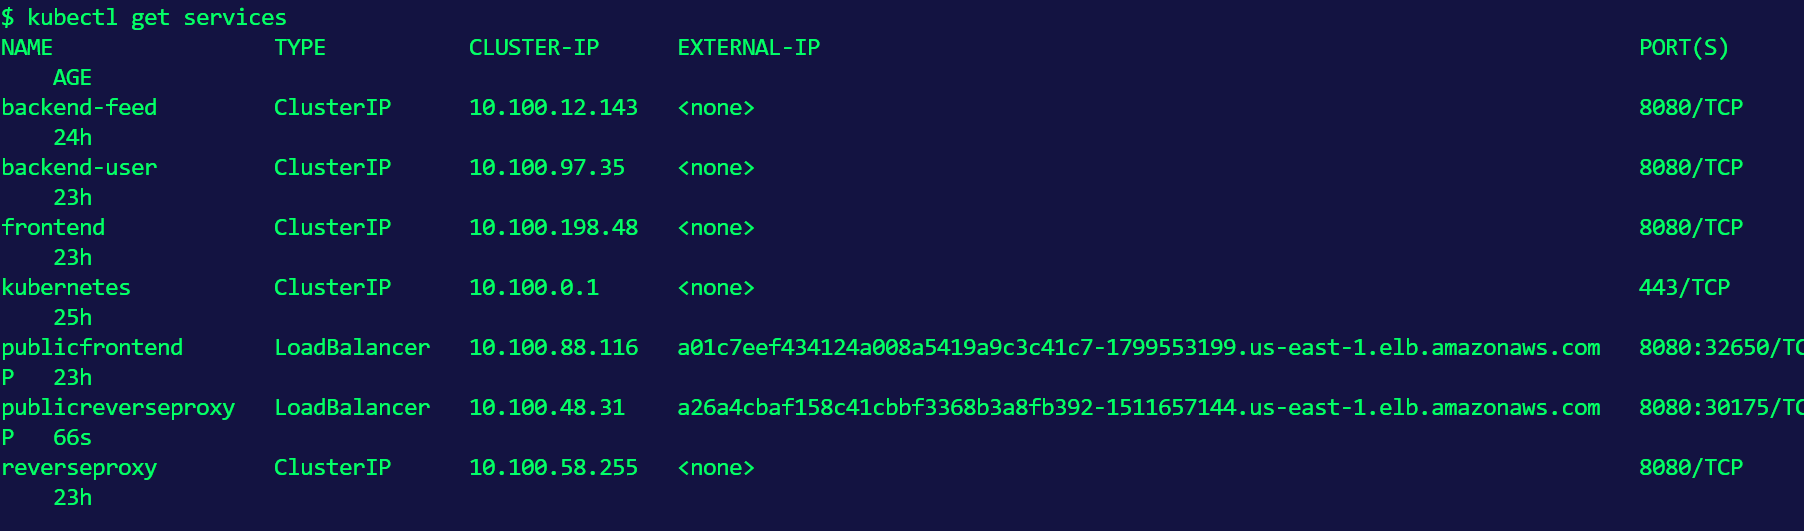 $ kubectl get services
NAME                 TYPE           CLUSTER-IP      EXTERNAL-IP                                                               PORT(S)
    AGE
backend-feed         ClusterIP      10.100.12.143   <none>                                                                    8080/TCP
    24h
backend-user         ClusterIP      10.100.97.35    <none>                                                                    8080/TCP
    23h
frontend             ClusterIP      10.100.198.48   <none>                                                                    8080/TCP
    23h
kubernetes           ClusterIP      10.100.0.1      <none>                                                                    443/TCP
    25h
publicfrontend       LoadBalancer   10.100.88.116   a01c7eef434124a008a5419a9c3c41c7-1799553199.us-east-1.elb.amazonaws.com   8080:32650/TC
P   23h
publicreverseproxy   LoadBalancer   10.100.48.31    a26a4cbaf158c41cbbf3368b3a8fb392-1511657144.us-east-1.elb.amazonaws.com   8080:30175/TC
P   66s
reverseproxy         ClusterIP      10.100.58.255   <none>                                                                    8080/TCP
    23h